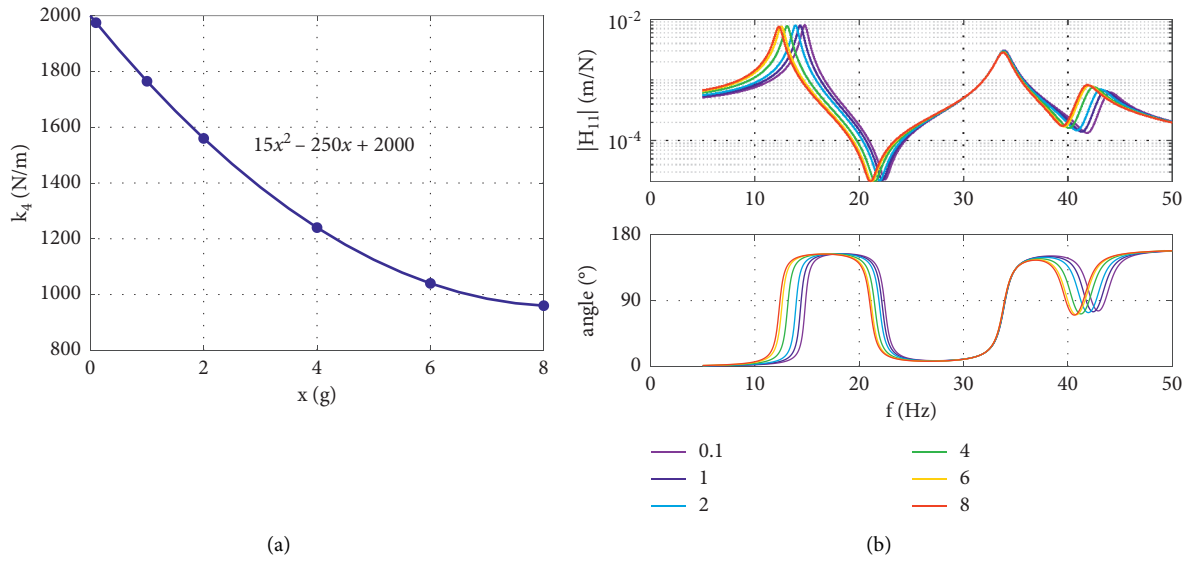 2000
1800
1600
1400
1200
1000
800
k₄ (N/m)
15x² – 250x + 2000
0 2 4 6 8
x (g)
(a)
10⁻²
10⁻⁴
|H₁₁| (m/N)
0 10 20 30 40 50
180
90
0
angle (°)
0 10 20 30 40 50
f (Hz)
0.1
1
2
4
6
8
(b)